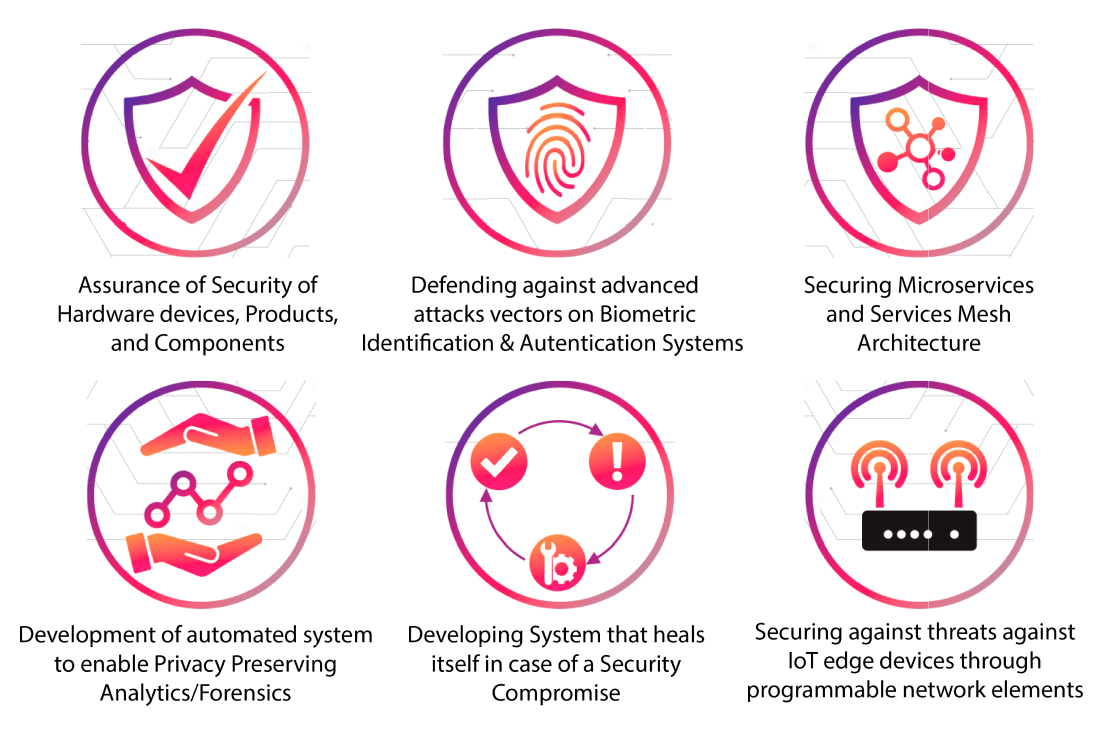 Assurance of Security of
Hardware devices, Products,
and Components
Defending against advanced
attacks vectors on Biometric
Identification & Autentication Systems
Securing Microservices
and Services Mesh
Architecture
Development of automated system
to enable Privacy Preserving
Analytics/Forensics
Developing System that heals
itself in case of a Security
Compromise
Securing against threats against
IoT edge devices through
programmable network elements